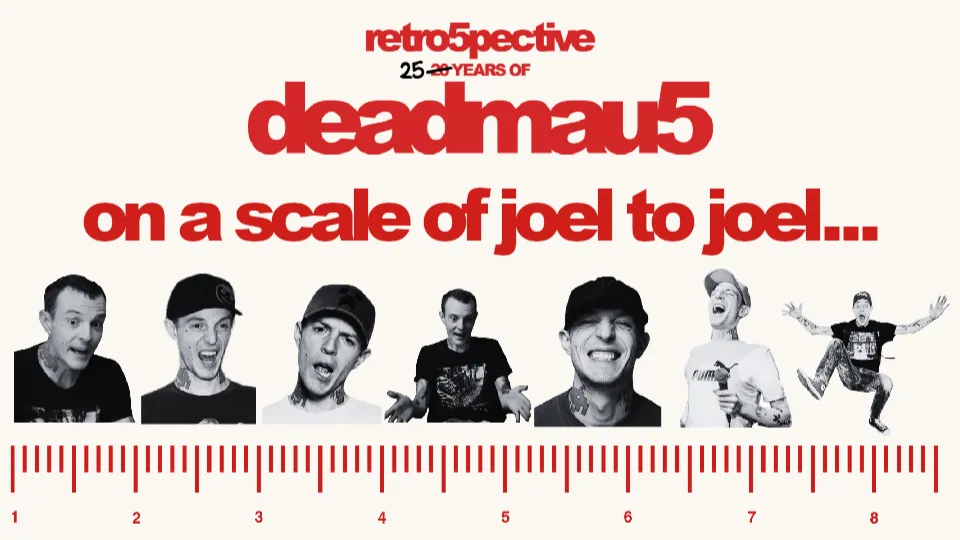 retro5pective
25 20 YEARS OF
deadmau5
on a scale of joel to joel...
PUMA
1 2 3 4 5 6 7 8